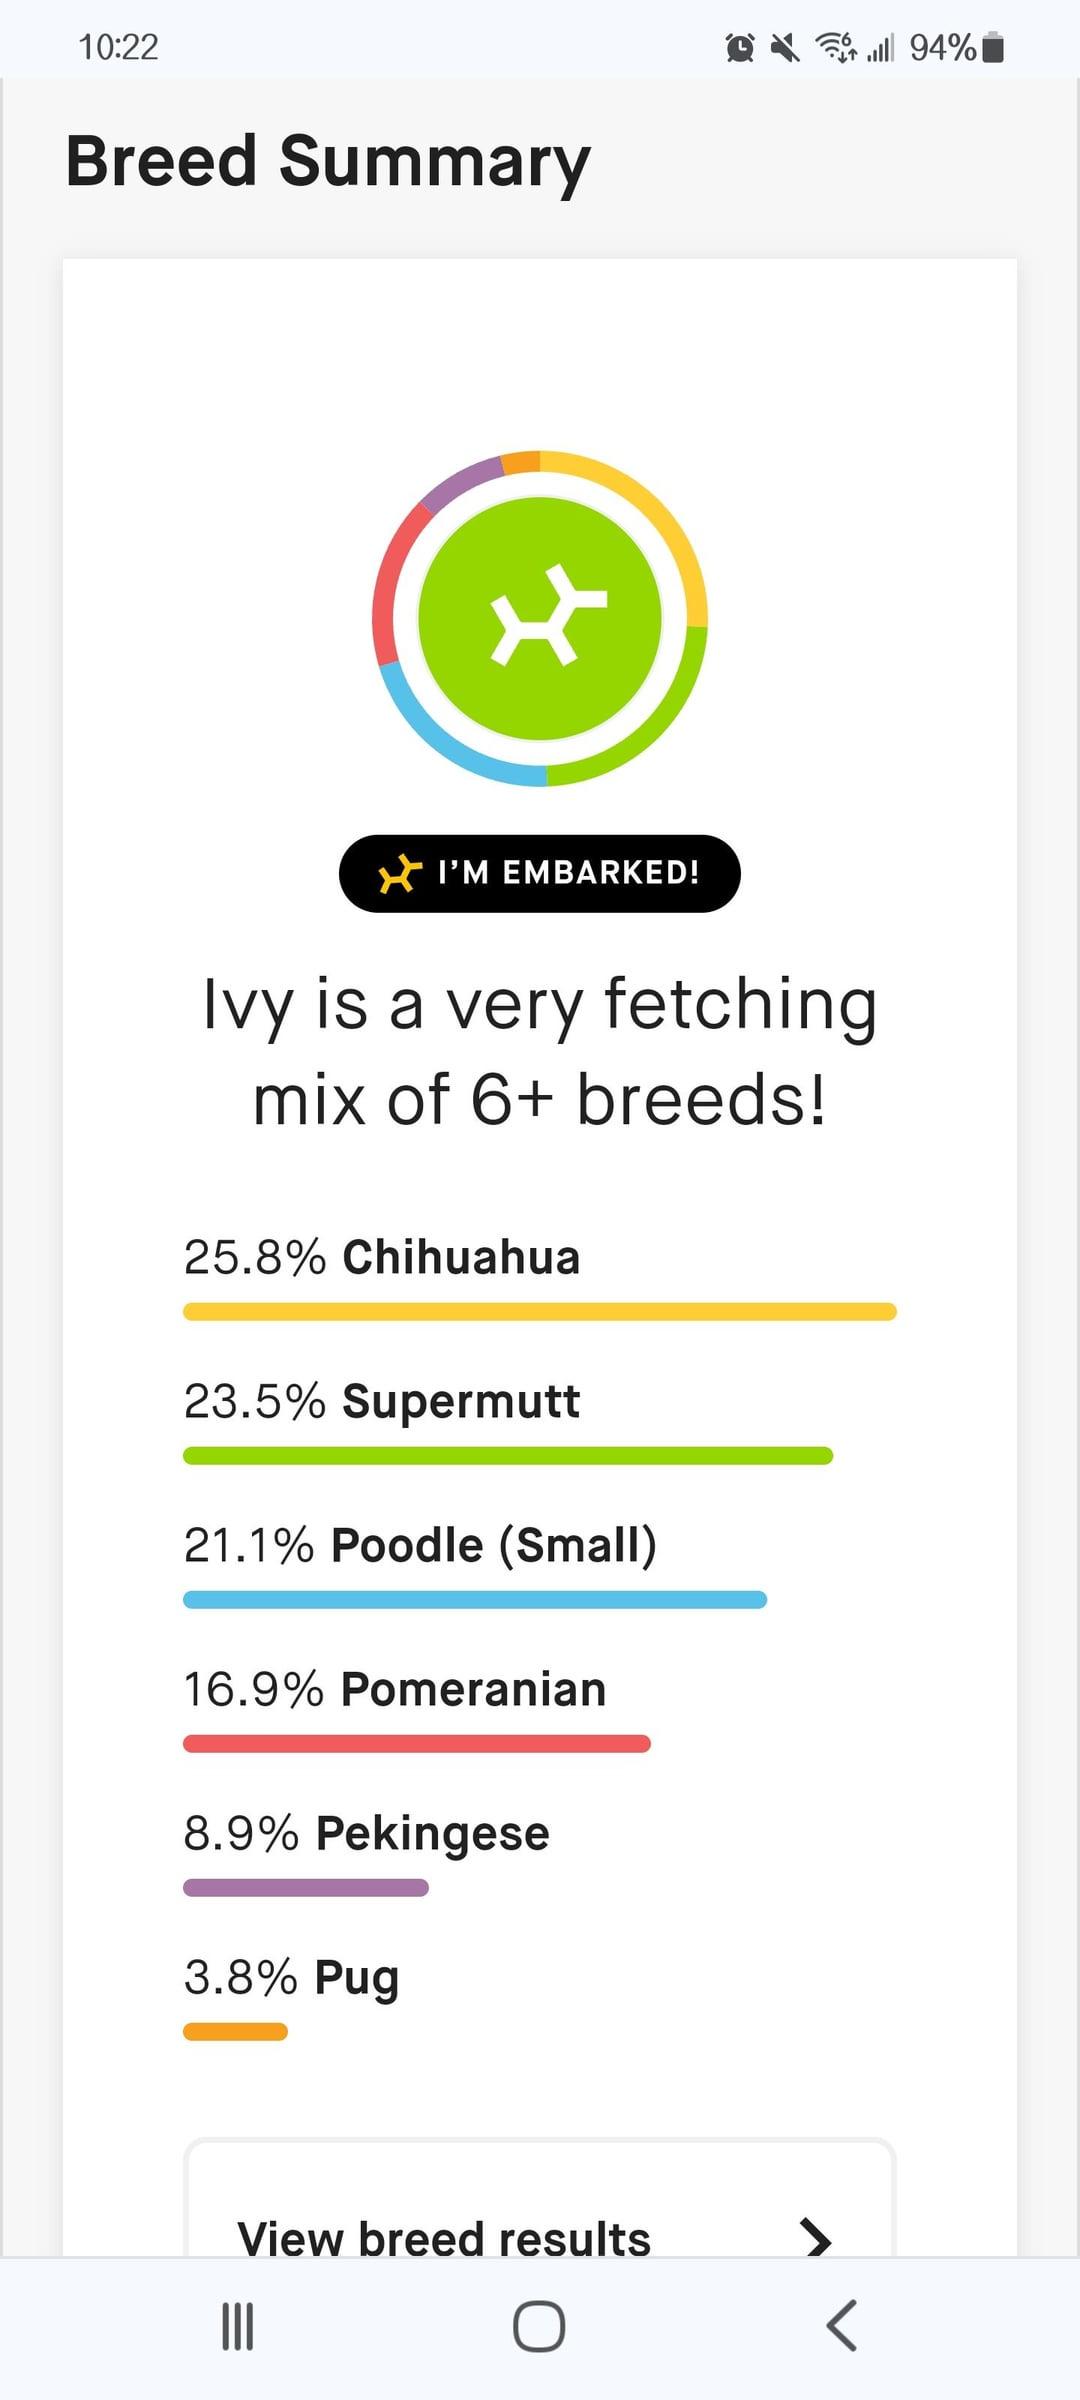 10:22
94%
Breed Summary
I'M EMBARKED!
Ivy is a very fetching
mix of 6+ breeds!
25.8% Chihuahua
23.5% Supermutt
21.1% Poodle (Small)
16.9% Pomeranian
8.9% Pekingese
3.8% Pug
View breed results